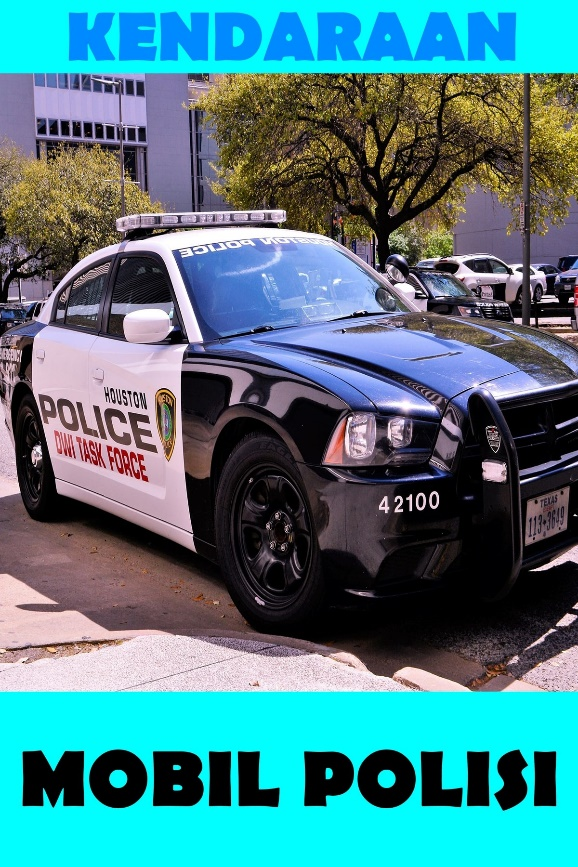 KENDARAAN
HOUSTON POLICE
HOUSTON
POLICE
DWI TASK FORCE
42100
TEXAS
113·3649
MOBIL POLISI